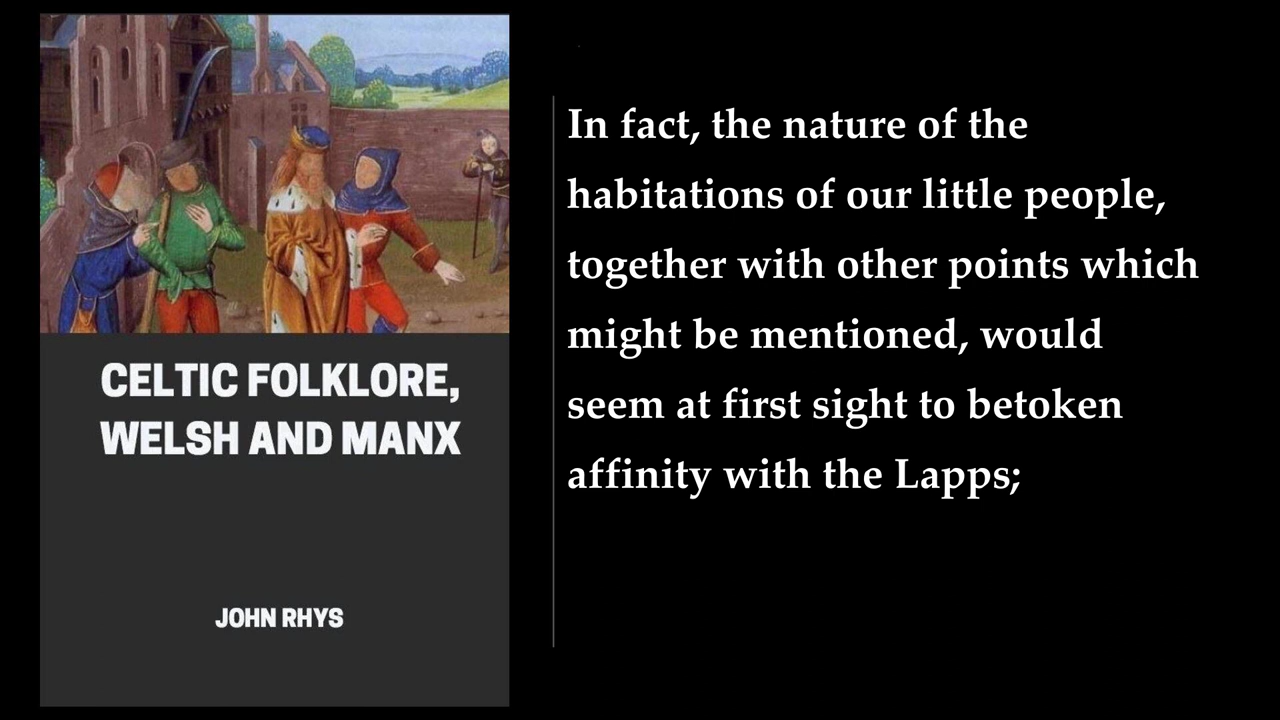 CELTIC FOLKLORE,
WELSH AND MANX
JOHN RHYS
In fact, the nature of the
habitations of our little people,
together with other points which
might be mentioned, would
seem at first sight to betoken
affinity with the Lapps;